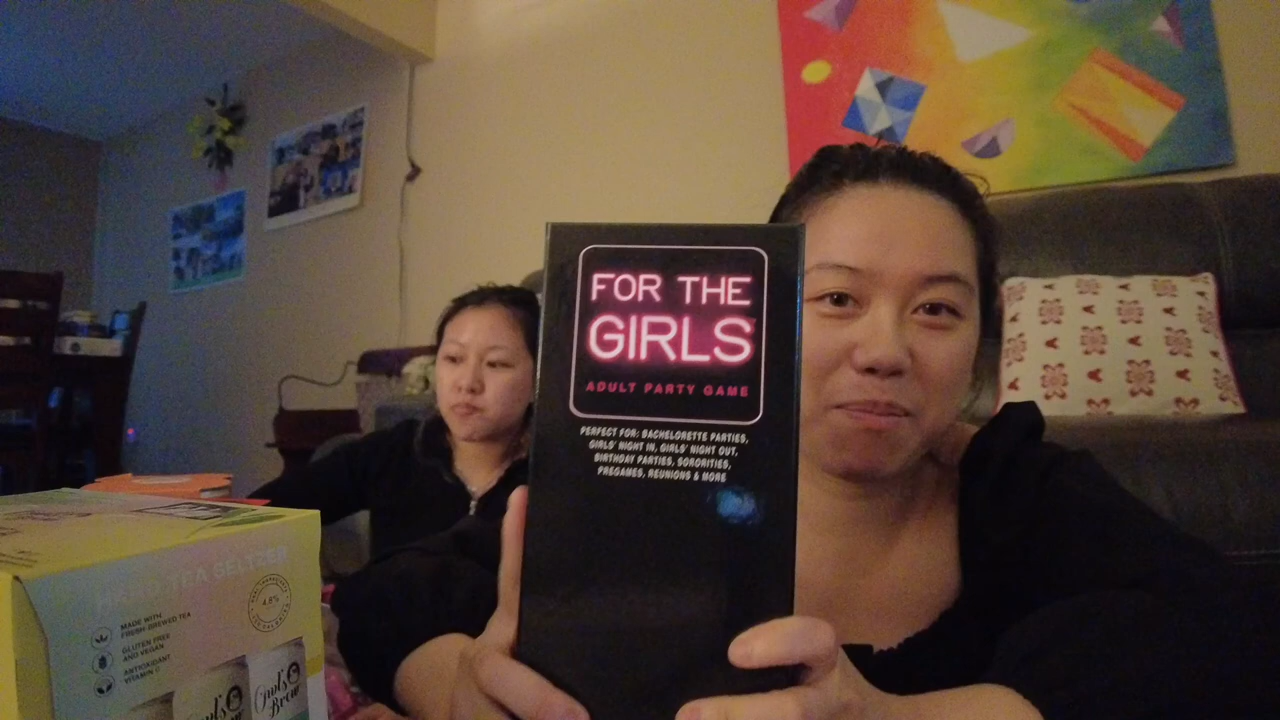 FOR THE
GIRLS
ADULT PARTY GAME
PERFECT FOR: BACHELORETTE PARTIES,
GIRLS' NIGHT IN, GIRLS' NIGHT OUT,
BIRTHDAY PARTIES, SORORITIES,
PREGAMES, REUNIONS & MORE
TEA SELTZER
4.8%
MADE WITH
FRESH-BREWED TEA
GLUTEN FREE
AND VEGAN
ANTIOXIDANT
VITAMIN C
Owl's
Brew
Owl's
Brew